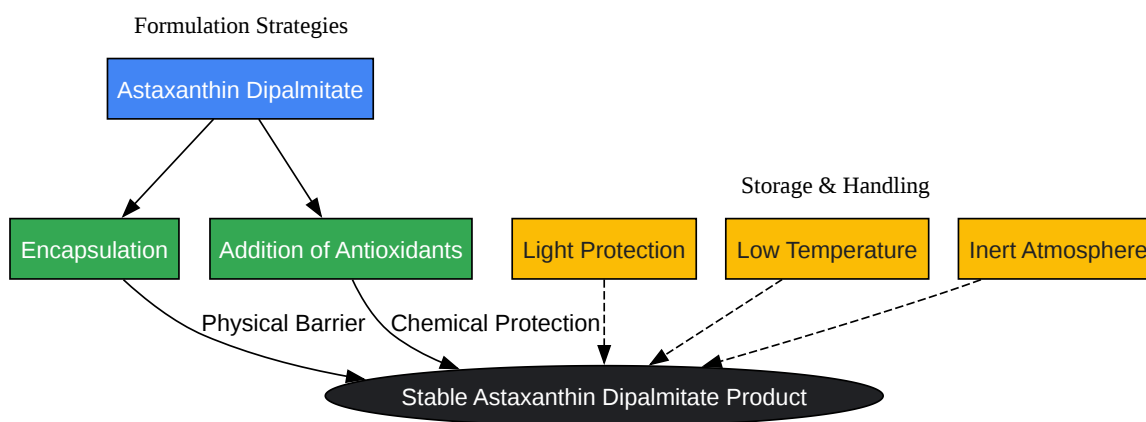 Formulation Strategies
Astaxanthin Dipalmitate
Storage & Handling
Encapsulation
Addition of Antioxidants
Light Protection
Low Temperature
Inert Atmosphere
Physical Barrier
Chemical Protection
Stable Astaxanthin Dipalmitate Product